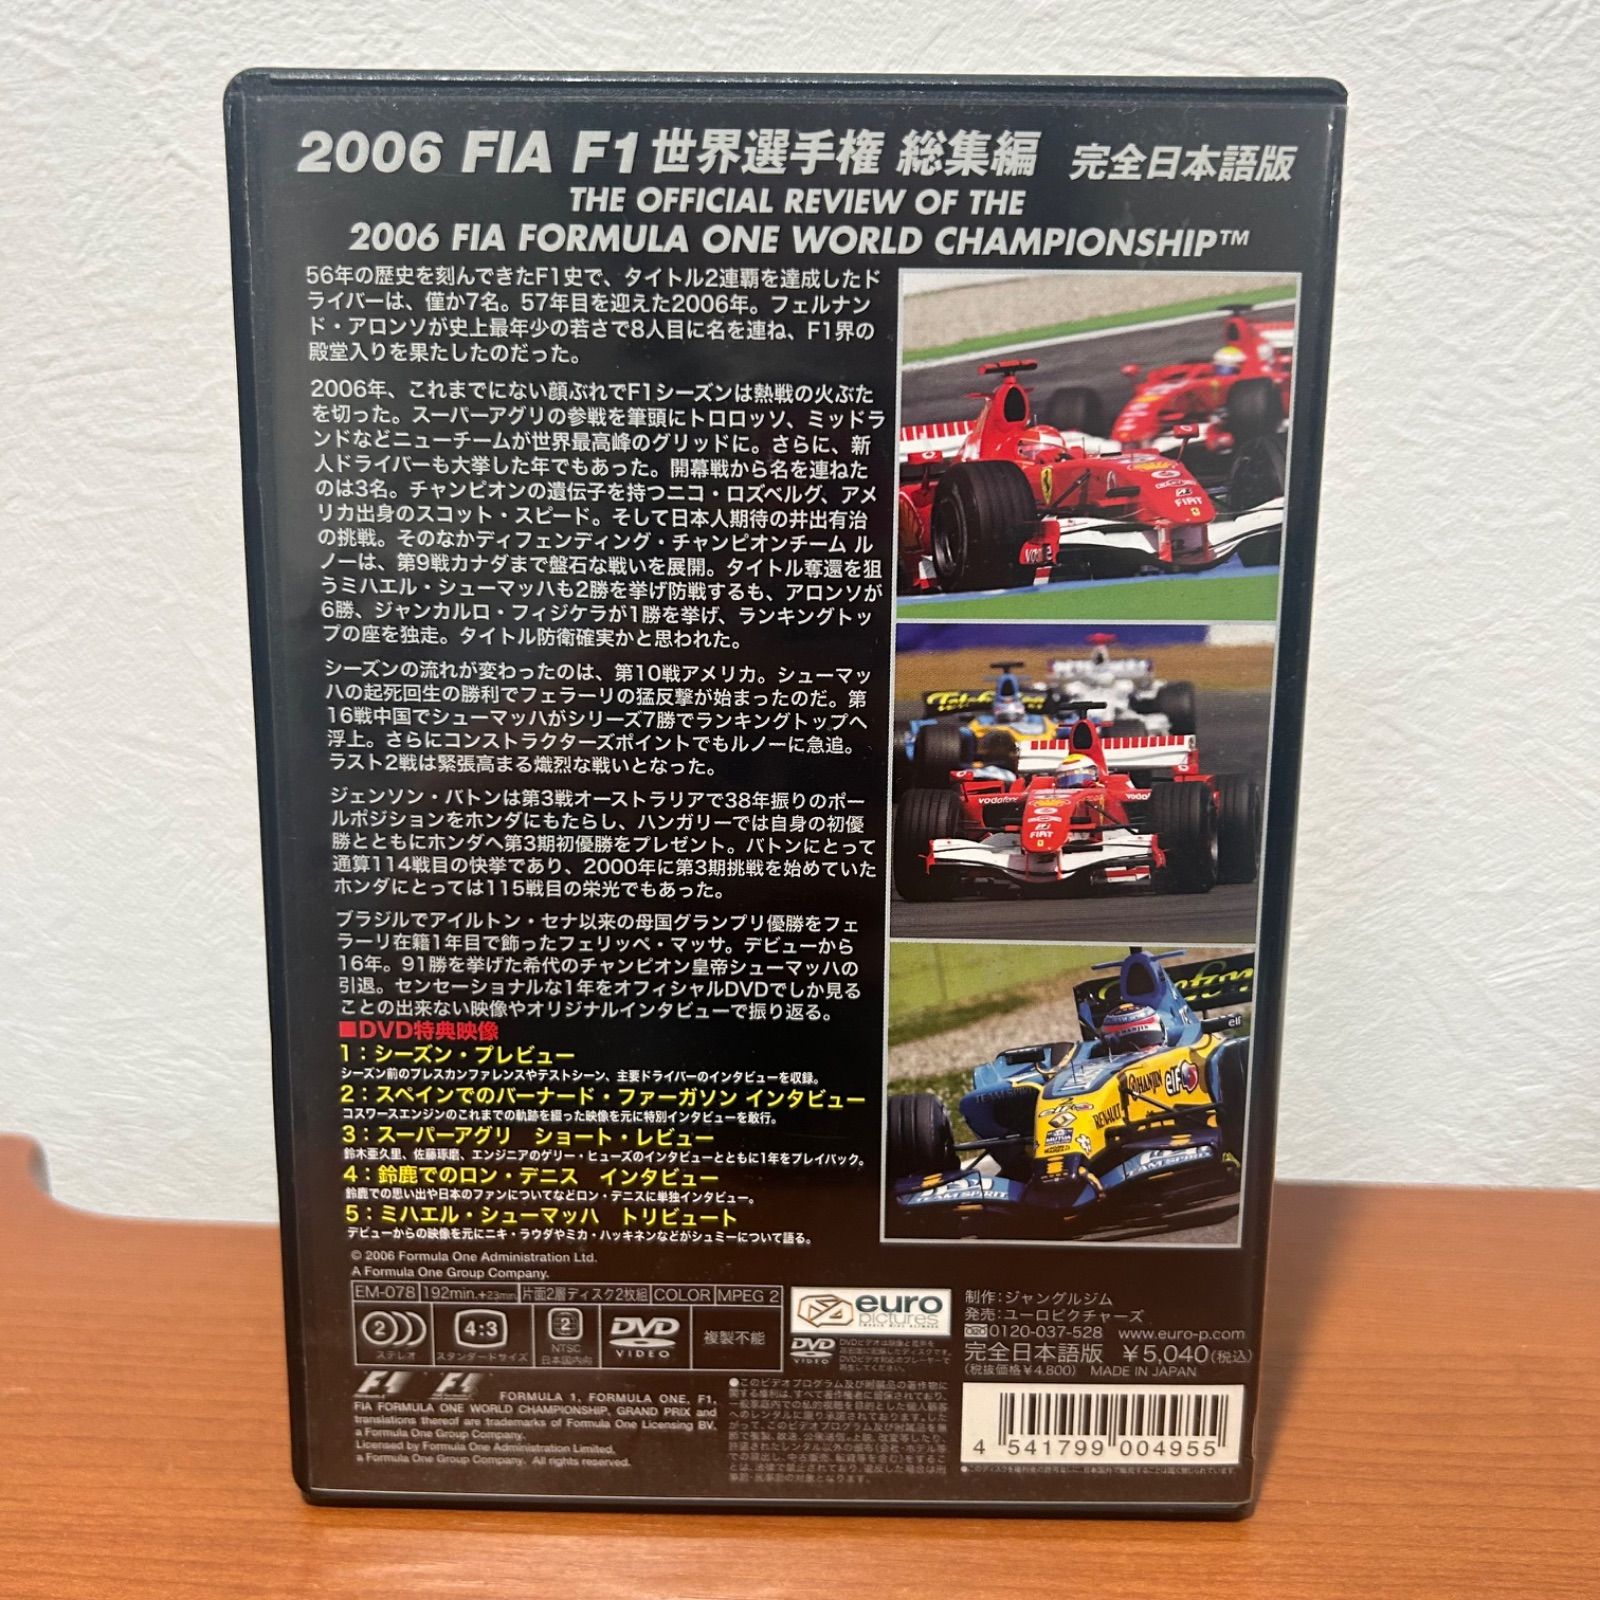 2006 FIA F1 世界選手権 総集編 完全日本語版
THE OFFICIAL REVIEW OF THE
2006 FIA FORMULA ONE WORLD CHAMPIONSHIP™
56年の歴史を刻んできたF1史で、タイトル2連覇を達成したド
ライバーは、僅か7名。57年目を迎えた2006年。フェルナン
ド・アロンソが史上最年少の若さで8人目に名を連ね、F1界の
殿堂入りを果たしたのだった。
2006年、これまでにない顔ぶれでF1シーズンは熱戦の火ぶた
を切った。スーパーアグリの参戦を筆頭にトロロッソ、ミッドラ
ンドなどニューチームが世界最高峰のグリッドに。さらに、新
人ドライバーも大挙した年でもあった。開幕戦から名を連ねた
のは3名。チャンピオンの遺伝子を持つニコ・ロズベルグ、アメ
リカ出身のスコット・スピード。そして日本人期待の井出有治
の挑戦。そのなかディフェンディング・チャンピオンチーム ル
ノーは、第9戦カナダまで盤石な戦いを展開。タイトル奪還を狙
うミハエル・シューマッハも2勝を挙げ防戦するも、アロンソが
6勝、ジャンカルロ・フィジケラが1勝を挙げ、ランキングトッ
プの座を独走。タイトル防衛確実かと思われた。
シーズンの流れが変わったのは、第10戦アメリカ。シューマッ
ハの起死回生の勝利でフェラーリの猛反撃が始まったのだ。第
16戦中国でシューマッハがシリーズ7勝でランキングトップへ
浮上。さらにコンストラクターズポイントでもルノーに急追。
ラスト2戦は緊張高まる熾烈な戦いとなった。
ジェンソン・バトンは第3戦オーストラリアで38年振りのポー
ルポジションをホンダにもたらし、ハンガリーでは自身の初優
勝とともにホンダへ第3期初優勝をプレゼント。バトンにとって
通算114戦目の快挙であり、2000年に第3期挑戦を始めていた
ホンダにとっては115戦目の栄光でもあった。
ブラジルでアイルトン・セナ以来の母国グランプリ優勝をフェ
ラーリ在籍1年目で飾ったフェリッペ・マッサ。デビューから
16年。91勝を挙げた希代のチャンピオン皇帝シューマッハの
引退。センセーショナルな1年をオフィシャルDVDでしか見る
ことの出来ない映像やオリジナルインタビューで振り返る。
■DVD特典映像
1:シーズン・プレビュー
シーズン前のプレスカンファレンスやテストシーン、主要ドライバーのインタビューを収録。
2:スペインでのバーナード・ファーガソン インタビュー
コスワースエンジンのこれまでの軌跡を綴った映像を元に特別インタビューを敢行。
3:スーパーアグリ ショート・レビュー
鈴木亜久里、佐藤琢磨、エンジニアのゲリー・ヒューズのインタビューとともに1年をプレイバック。
4:鈴鹿でのロン・デニス インタビュー
鈴鹿での思い出や日本のファンについてなどロン・デニスに単独インタビュー。
5:ミハエル・シューマッハ トリビュート
デビューからの映像を元にニキ・ラウダやミカ・ハッキネンなどがシュミーについて語る。
© 2006 Formula One Administration Ltd.
A Formula One Group Company.
EM-078 192min.+23min 片面2層ディスク2枚組 COLOR MPEG 2
2 ステレオ
4:3 スタンダードサイズ
2 NTSC 日本国内向
DVD VIDEO
複製不能
euro pictures
DVD VIDEO
制作:ジャングルジム
発売:ユーロピクチャーズ
0120-037-528 www.euro-p.com
完全日本語版 ¥5,040(税込)
(税抜価格¥4,800) MADE IN JAPAN
FORMULA 1, FORMULA ONE, F1,
FIA FORMULA ONE WORLD CHAMPIONSHIP, GRAND PRIX and
translations thereof are trademarks of Formula One Licensing BV,
a Formula One Group Company.
Licensed by Formula One Administration Limited,
a Formula One Group Company. All rights reserved.
4 541799 004955